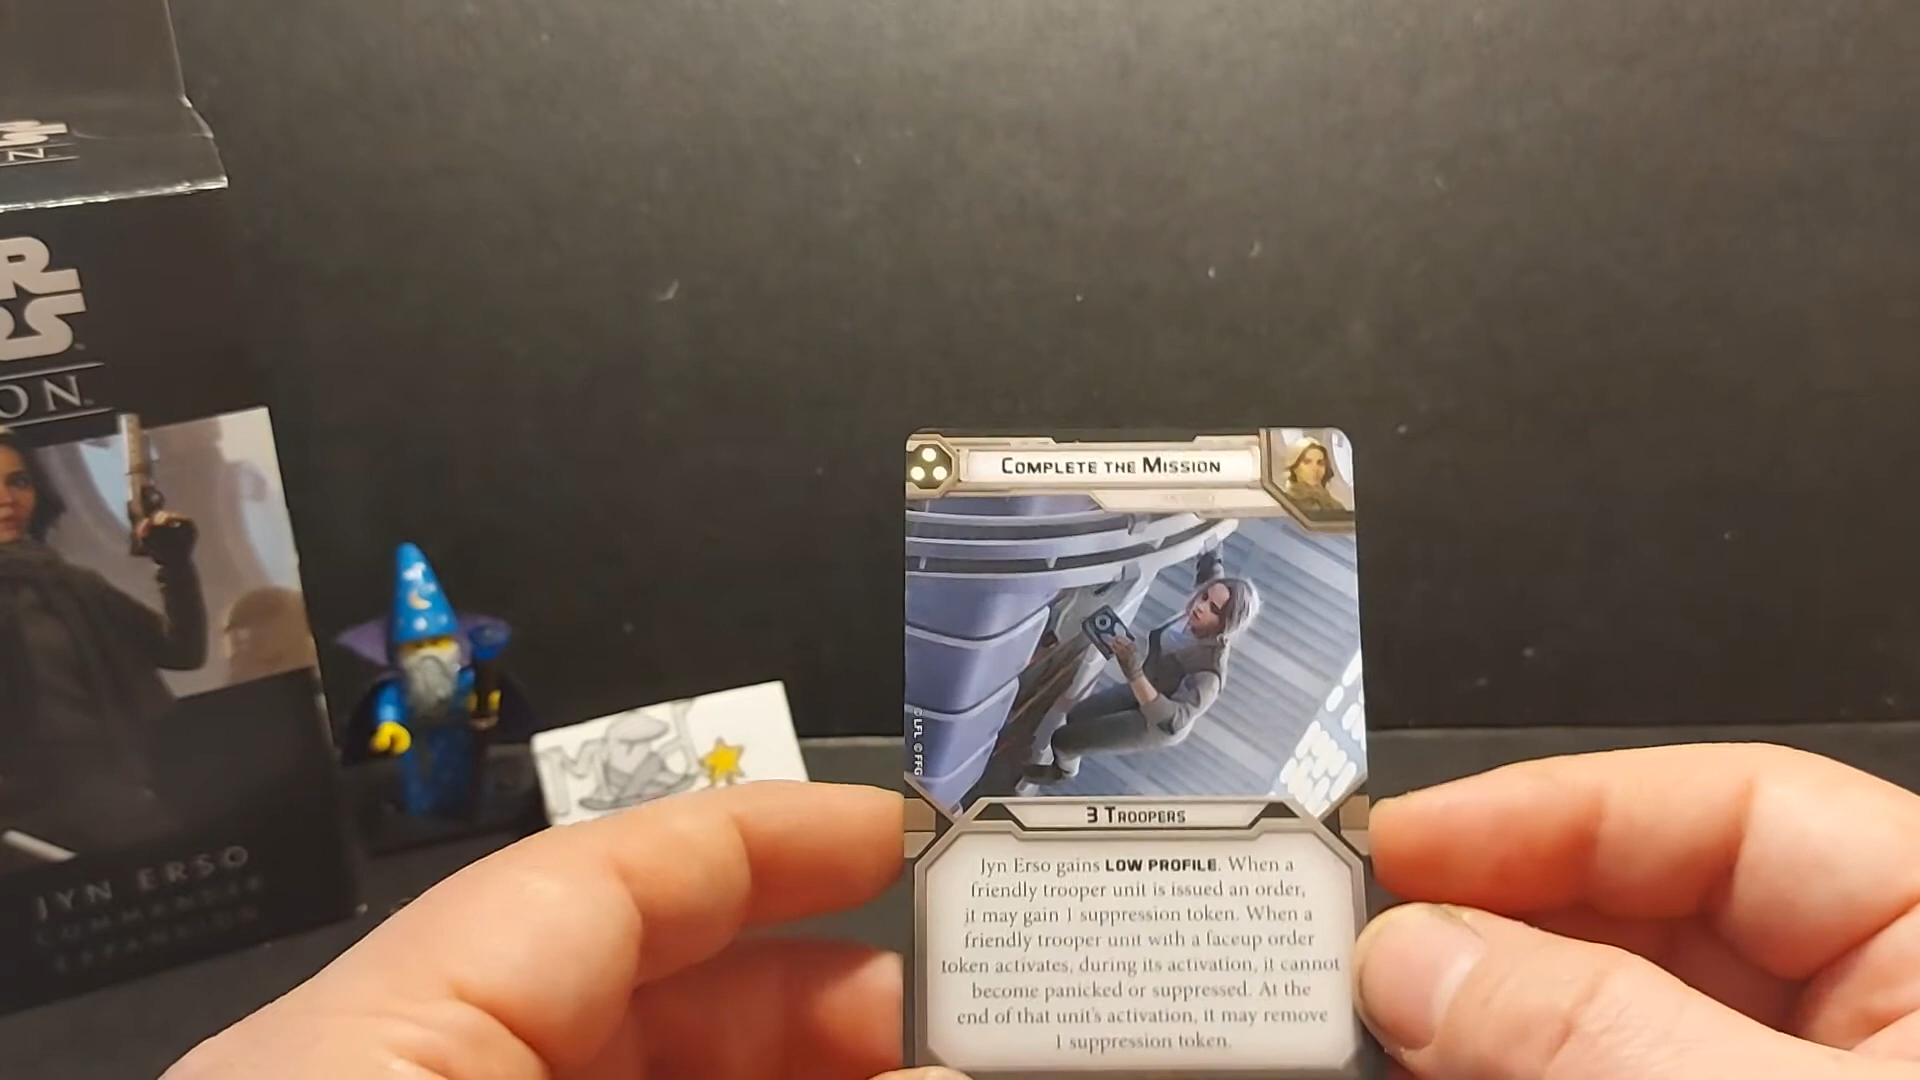 R
RS
ON
JYN ERSO
COMMANDER
EXPANSION
COMPLETE THE MISSION
© LFL © FFG
3 TROOPERS
Jyn Erso gains LOW PROFILE. When a
friendly trooper unit is issued an order,
it may gain 1 suppression token. When a
friendly trooper unit with a faceup order
token activates, during its activation, it cannot
become panicked or suppressed. At the
end of that unit's activation, it may remove
1 suppression token.